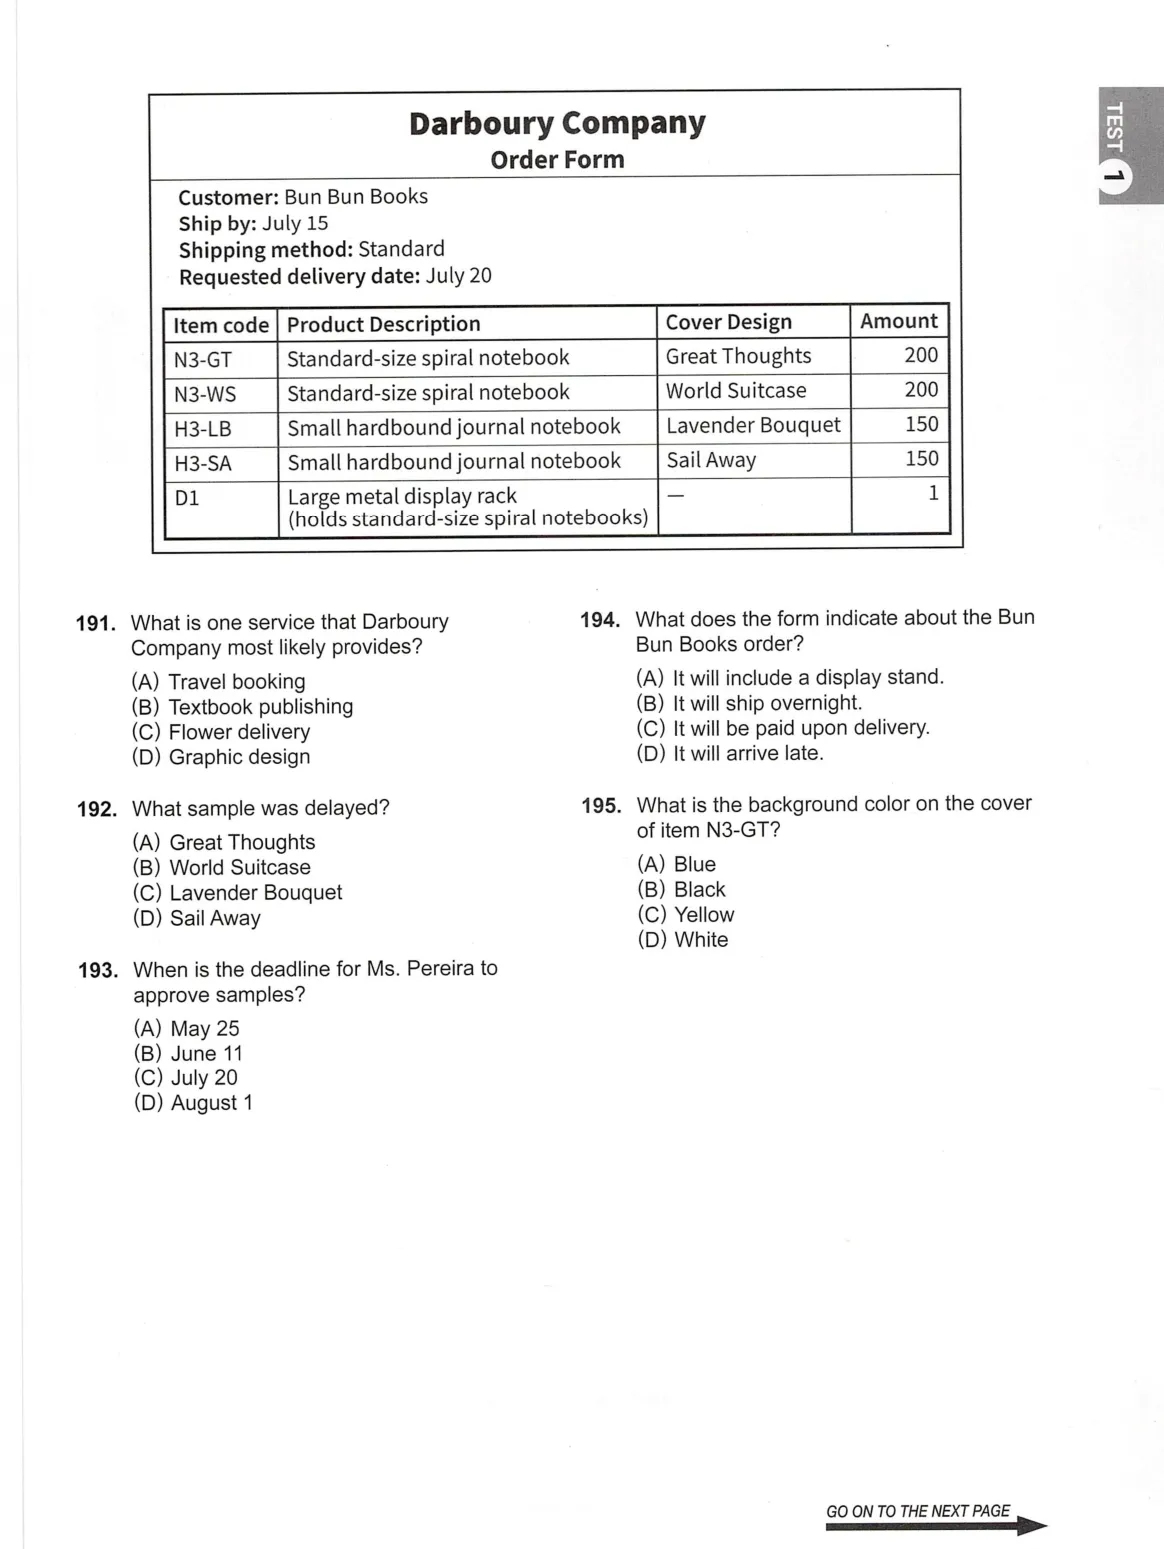 TEST 1
Darboury Company
Order Form
Customer: Bun Bun Books
Ship by: July 15
Shipping method: Standard
Requested delivery date: July 20
Item code Product Description Cover Design Amount
N3-GT Standard-size spiral notebook Great Thoughts 200
N3-WS Standard-size spiral notebook World Suitcase 200
H3-LB Small hardbound journal notebook Lavender Bouquet 150
H3-SA Small hardbound journal notebook Sail Away 150
D1 Large metal display rack — 1
(holds standard-size spiral notebooks)
191. What is one service that Darboury
Company most likely provides?
(A) Travel booking
(B) Textbook publishing
(C) Flower delivery
(D) Graphic design
192. What sample was delayed?
(A) Great Thoughts
(B) World Suitcase
(C) Lavender Bouquet
(D) Sail Away
193. When is the deadline for Ms. Pereira to
approve samples?
(A) May 25
(B) June 11
(C) July 20
(D) August 1
194. What does the form indicate about the Bun
Bun Books order?
(A) It will include a display stand.
(B) It will ship overnight.
(C) It will be paid upon delivery.
(D) It will arrive late.
195. What is the background color on the cover
of item N3-GT?
(A) Blue
(B) Black
(C) Yellow
(D) White
GO ON TO THE NEXT PAGE